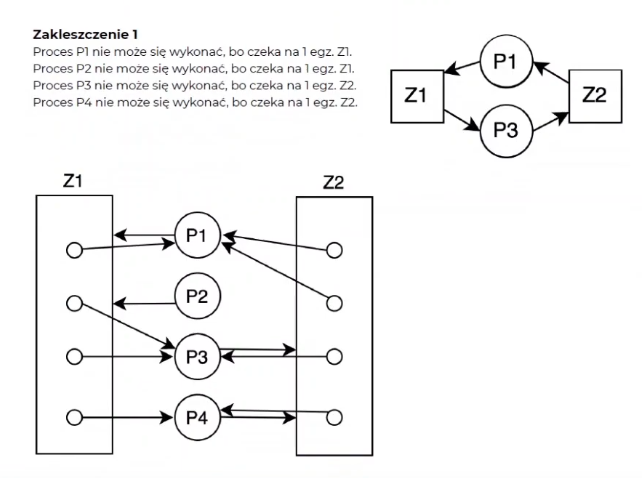 Zakleszczenie 1
Proces P1 nie może się wykonać, bo czeka na 1 egz. Z1.
Proces P2 nie może się wykonać, bo czeka na 1 egz. Z1.
Proces P3 nie może się wykonać, bo czeka na 1 egz. Z2.
Proces P4 nie może się wykonać, bo czeka na 1 egz. Z2.
P1
Z1
Z2
P3
Z1
Z2
P1
P2
P3
P4